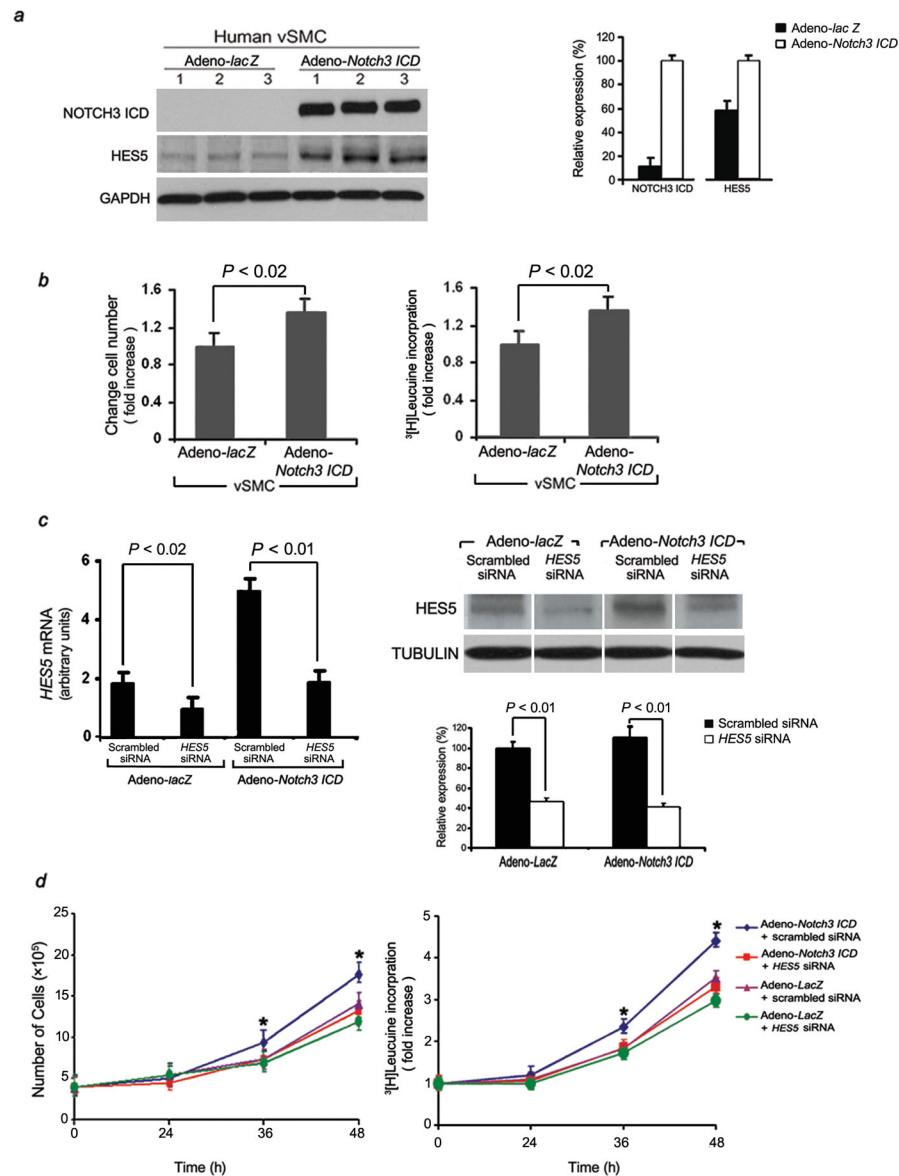 a
Human vSMC
Adeno-lacZ Adeno-Notch3 ICD
1 2 3 1 2 3
NOTCH3 ICD
HES5
GAPDH
Adeno-lac Z
Adeno-Notch3 ICD
Relative expression (%)
120
100
80
60
40
20
0
NOTCH3 ICD HES5
b
P < 0.02
Change cell number
( fold increase )
1.6
1.2
0.8
0.4
0
Adeno-lacZ Adeno-
Notch3 ICD
vSMC
P < 0.02
³[H]Leucine incorpration
( fold increase )
1.6
1.2
0.8
0.4
0
Adeno-lacZ Adeno-
Notch3 ICD
vSMC
c
P < 0.02 P < 0.01
HES5 mRNA
(arbitrary units)
6
4
2
0
Scrambled HES5 Scrambled HES5
siRNA siRNA siRNA siRNA
Adeno-lacZ Adeno-Notch3 ICD
Adeno-lacZ Adeno-Notch3 ICD
Scrambled HES5 Scrambled HES5
siRNA siRNA siRNA siRNA
HES5
TUBULIN
P < 0.01 P < 0.01
Scrambled siRNA
HES5 siRNA
Relative expression (%)
120
100
80
60
40
20
0
Adeno-LacZ Adeno-Notch3 ICD
d
Number of Cells (×10⁵)
25
20
15
10
5
0
* *
0 24 36 48
Time (h)
³[H]Leucine incorpration
( fold increase )
5
4
3
2
1
0
* *
0 24 36 48
Time (h)
Adeno-Notch3 ICD
+ scrambled siRNA
Adeno-Notch3 ICD
+ HES5 siRNA
Adeno-LacZ
+ scrambled siRNA
Adeno-LacZ
+ HES5 siRNA